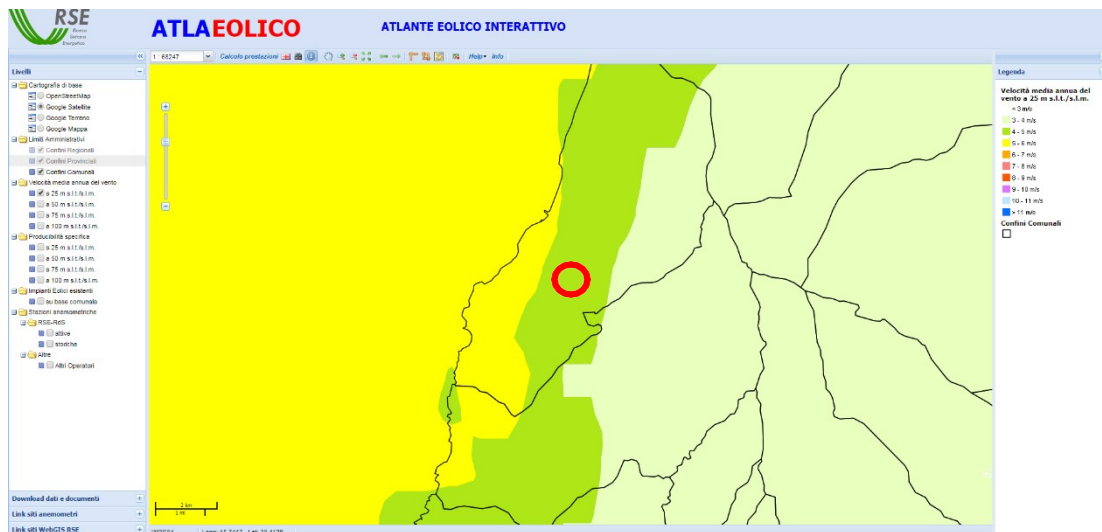 RSE
Ricerca
Sistema
Energetico
ATLAEOLICO
ATLANTE EOLICO INTERATTIVO
1: 68247 Calcolo prestazioni Help Info
Livelli
Cartografia di base
OpenStreetMap
Google Satellite
Google Terreno
Google Mappa
Limiti Amministrativi
Confini Regionali
Confini Provinciali
Confini Comunali
Velocità media annua del vento
a 25 m s.l.t./s.l.m.
a 50 m s.l.t./s.l.m.
a 75 m s.l.t./s.l.m.
a 100 m s.l.t./s.l.m.
Producibilità specifica
a 25 m s.l.t./s.l.m.
a 50 m s.l.t./s.l.m.
a 75 m s.l.t./s.l.m.
a 100 m s.l.t./s.l.m.
Impianti Eolici esistenti
su base comunale
Stazioni anemometriche
RSE-RdS
attive
storiche
Altre
Altri Operatori
Download dati e documenti
Link siti anemometri
Link siti WebGIS RSE
2 km
1 mi
Legenda
Velocità media annua del
vento a 25 m s.l.t./s.l.m.
< 3 m/s
3 - 4 m/s
4 - 5 m/s
5 - 6 m/s
6 - 7 m/s
7 - 8 m/s
8 - 9 m/s
9 - 10 m/s
10 - 11 m/s
> 11 m/s
Confini Comunali